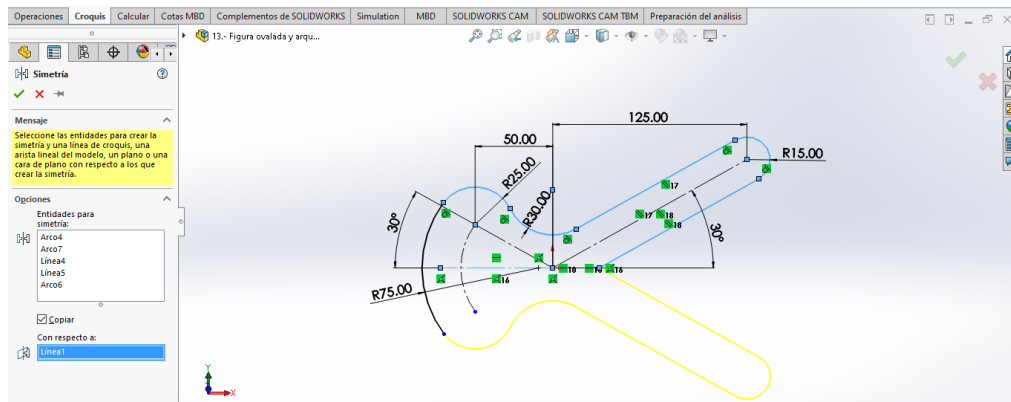 Operaciones Croquis Calcular Cotas MBD Complementos de SOLIDWORKS Simulation MBD SOLIDWORKS CAM SOLIDWORKS CAM TBM Preparación del análisis
13.- Figura ovalada y arqu...
Simetría
Mensaje
Seleccione las entidades para crear la
simetría y una línea de croquis, una
arista lineal del modelo, un plano o una
cara de plano con respecto a los que
crear la simetría.
Opciones
Entidades para
simetría:
Arco4
Arco7
Línea4
Línea5
Arco6
Copiar
Con respecto a:
Línea1
125.00
50.00
R25.00
R15.00
R30.00
30°
30°
R75.00
17
17
18
18
16
16
Y
X